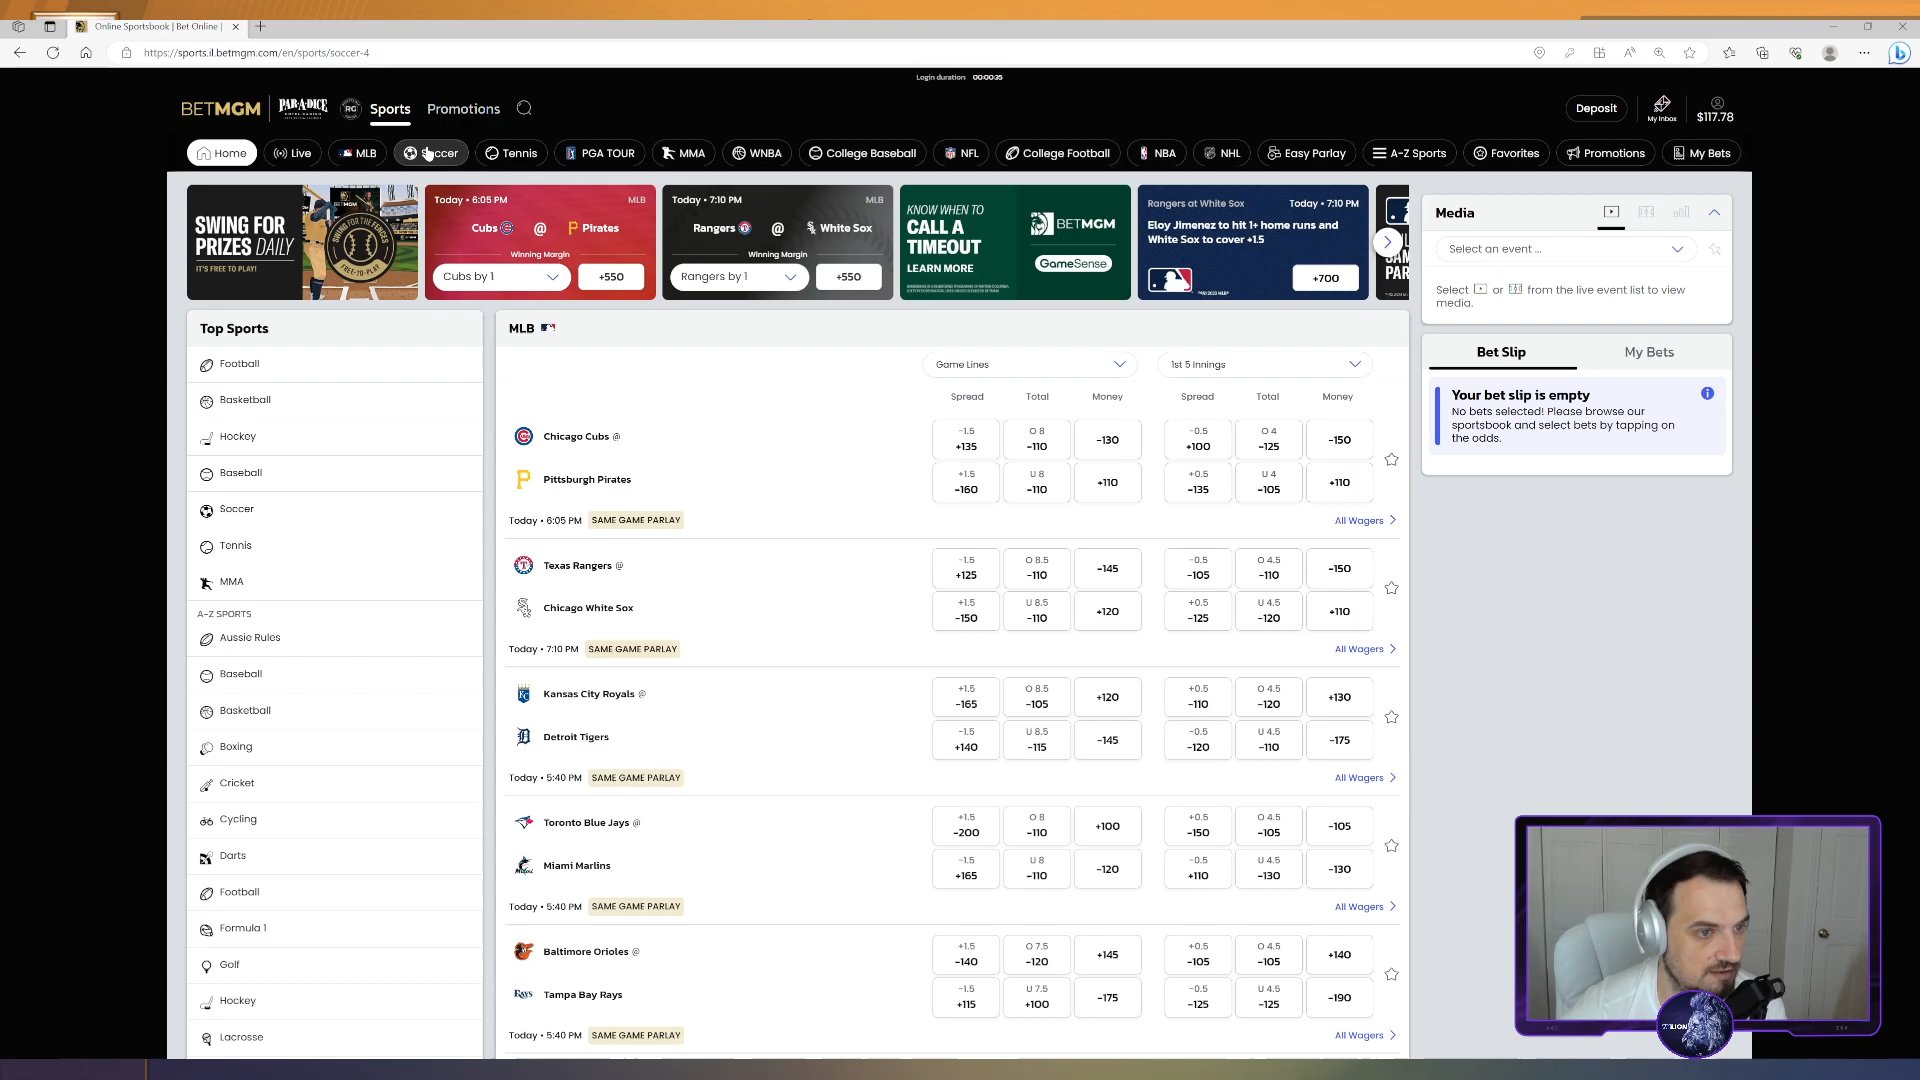 Online Sportsbook | Bet Online |
https://sports.il.betmgm.com/en/sports/soccer-4
Login duration: 00:00:35
BETMGM
PAR-A-DICE
RG
Sports
Promotions
Deposit
My Inbox
$117.78
Home
Live
MLB
Soccer
Tennis
PGA TOUR
MMA
WNBA
College Baseball
NFL
College Football
NBA
NHL
Easy Parlay
A-Z Sports
Favorites
Promotions
My Bets
SWING FOR
PRIZES DAILY
IT'S FREE TO PLAY!
Today • 6:05 PM MLB
Cubs @ Pirates
Winning Margin
Cubs by 1 +550
Today • 7:10 PM MLB
Rangers @ White Sox
Winning Margin
Rangers by 1 +550
KNOW WHEN TO
CALL A
TIMEOUT
LEARN MORE
BETMGM
GameSense
Rangers at White Sox Today • 7:10 PM
Eloy Jimenez to hit 1+ home runs and
White Sox to cover +1.5
+700
Media
Select an event ...
Select or from the live event list to view
media.
Bet Slip My Bets
Your bet slip is empty
No bets selected! Please browse our
sportsbook and select bets by tapping on
the odds.
Top Sports
Football
Basketball
Hockey
Baseball
Soccer
Tennis
MMA
A-Z SPORTS
Aussie Rules
Baseball
Basketball
Boxing
Cricket
Cycling
Darts
Football
Formula 1
Golf
Hockey
Lacrosse
MLB
Game Lines 1st 5 Innings
Spread Total Money Spread Total Money
Chicago Cubs @
-1.5 O 8 -0.5 O 4
+135 -110 -130 +100 -125 -150
Pittsburgh Pirates
+1.5 U 8 +0.5 U 4
-160 -110 +110 -135 -105 +110
Today • 6:05 PM SAME GAME PARLAY All Wagers
Texas Rangers @
-1.5 O 8.5 -0.5 O 4.5
+125 -110 -145 -105 -110 -150
Chicago White Sox
+1.5 U 8.5 +0.5 U 4.5
-150 -110 +120 -125 -120 +110
Today • 7:10 PM SAME GAME PARLAY All Wagers
Kansas City Royals @
+1.5 O 8.5 +0.5 O 4.5
-165 -105 +120 -110 -120 +130
Detroit Tigers
-1.5 U 8.5 -0.5 U 4.5
+140 -115 -145 -120 -110 -175
Today • 5:40 PM SAME GAME PARLAY All Wagers
Toronto Blue Jays @
+1.5 O 8 +0.5 O 4.5
-200 -110 +100 -150 -105 -105
Miami Marlins
-1.5 U 8 -0.5 U 4.5
+165 -110 -120 +110 -130 -130
Today • 5:40 PM SAME GAME PARLAY All Wagers
Baltimore Orioles @
+1.5 O 7.5 +0.5 O 4.5
-140 -120 +145 -105 -105 +140
Tampa Bay Rays
-1.5 U 7.5 -0.5 U 4.5
+115 +100 -175 -125 -125 -190
Today • 5:40 PM SAME GAME PARLAY All Wagers